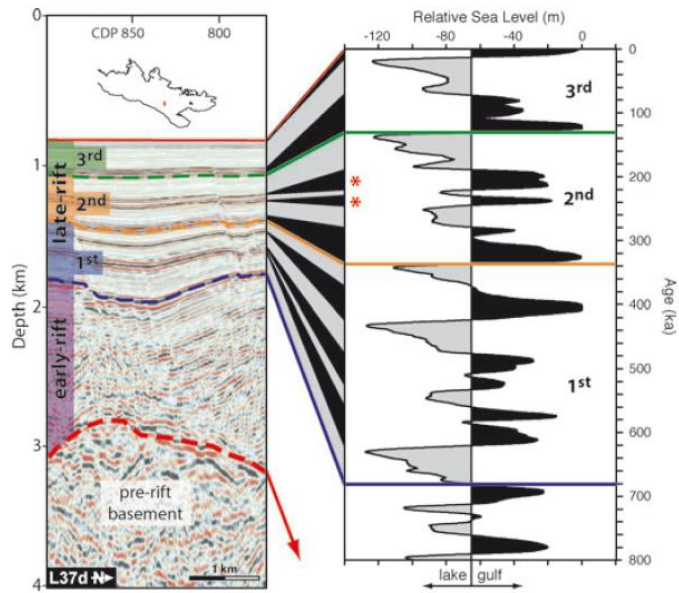 0
CDP 850 800
3rd
1
2nd
late-rift
1st
2
early-rift
Depth (km)
3
pre-rift
basement
1 km
L37d N
4
Relative Sea Level (m)
-120 -80 -40 0
0
3rd
100
*
200
*
2nd
300
400
Age (ka)
500
1st
600
700
800
lake gulf